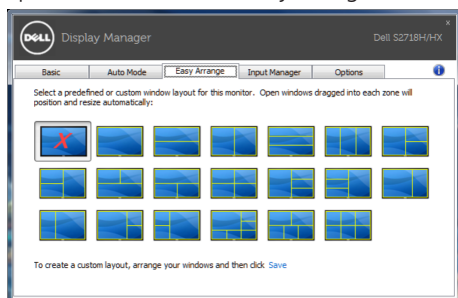 DELL Display Manager Dell S2718H/HX
Basic Auto Mode Easy Arrange Input Manager Options
Select a predefined or custom window layout for this monitor. Open windows dragged into each zone will
position and resize automatically:
To create a custom layout, arrange your windows and then click Save